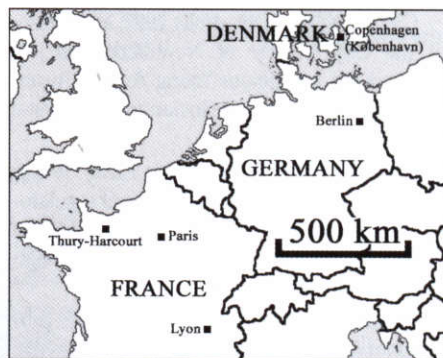 DENMARK
Copenhagen
(København)
Berlin
GERMANY
500 km
Thury-Harcourt
Paris
FRANCE
Lyon